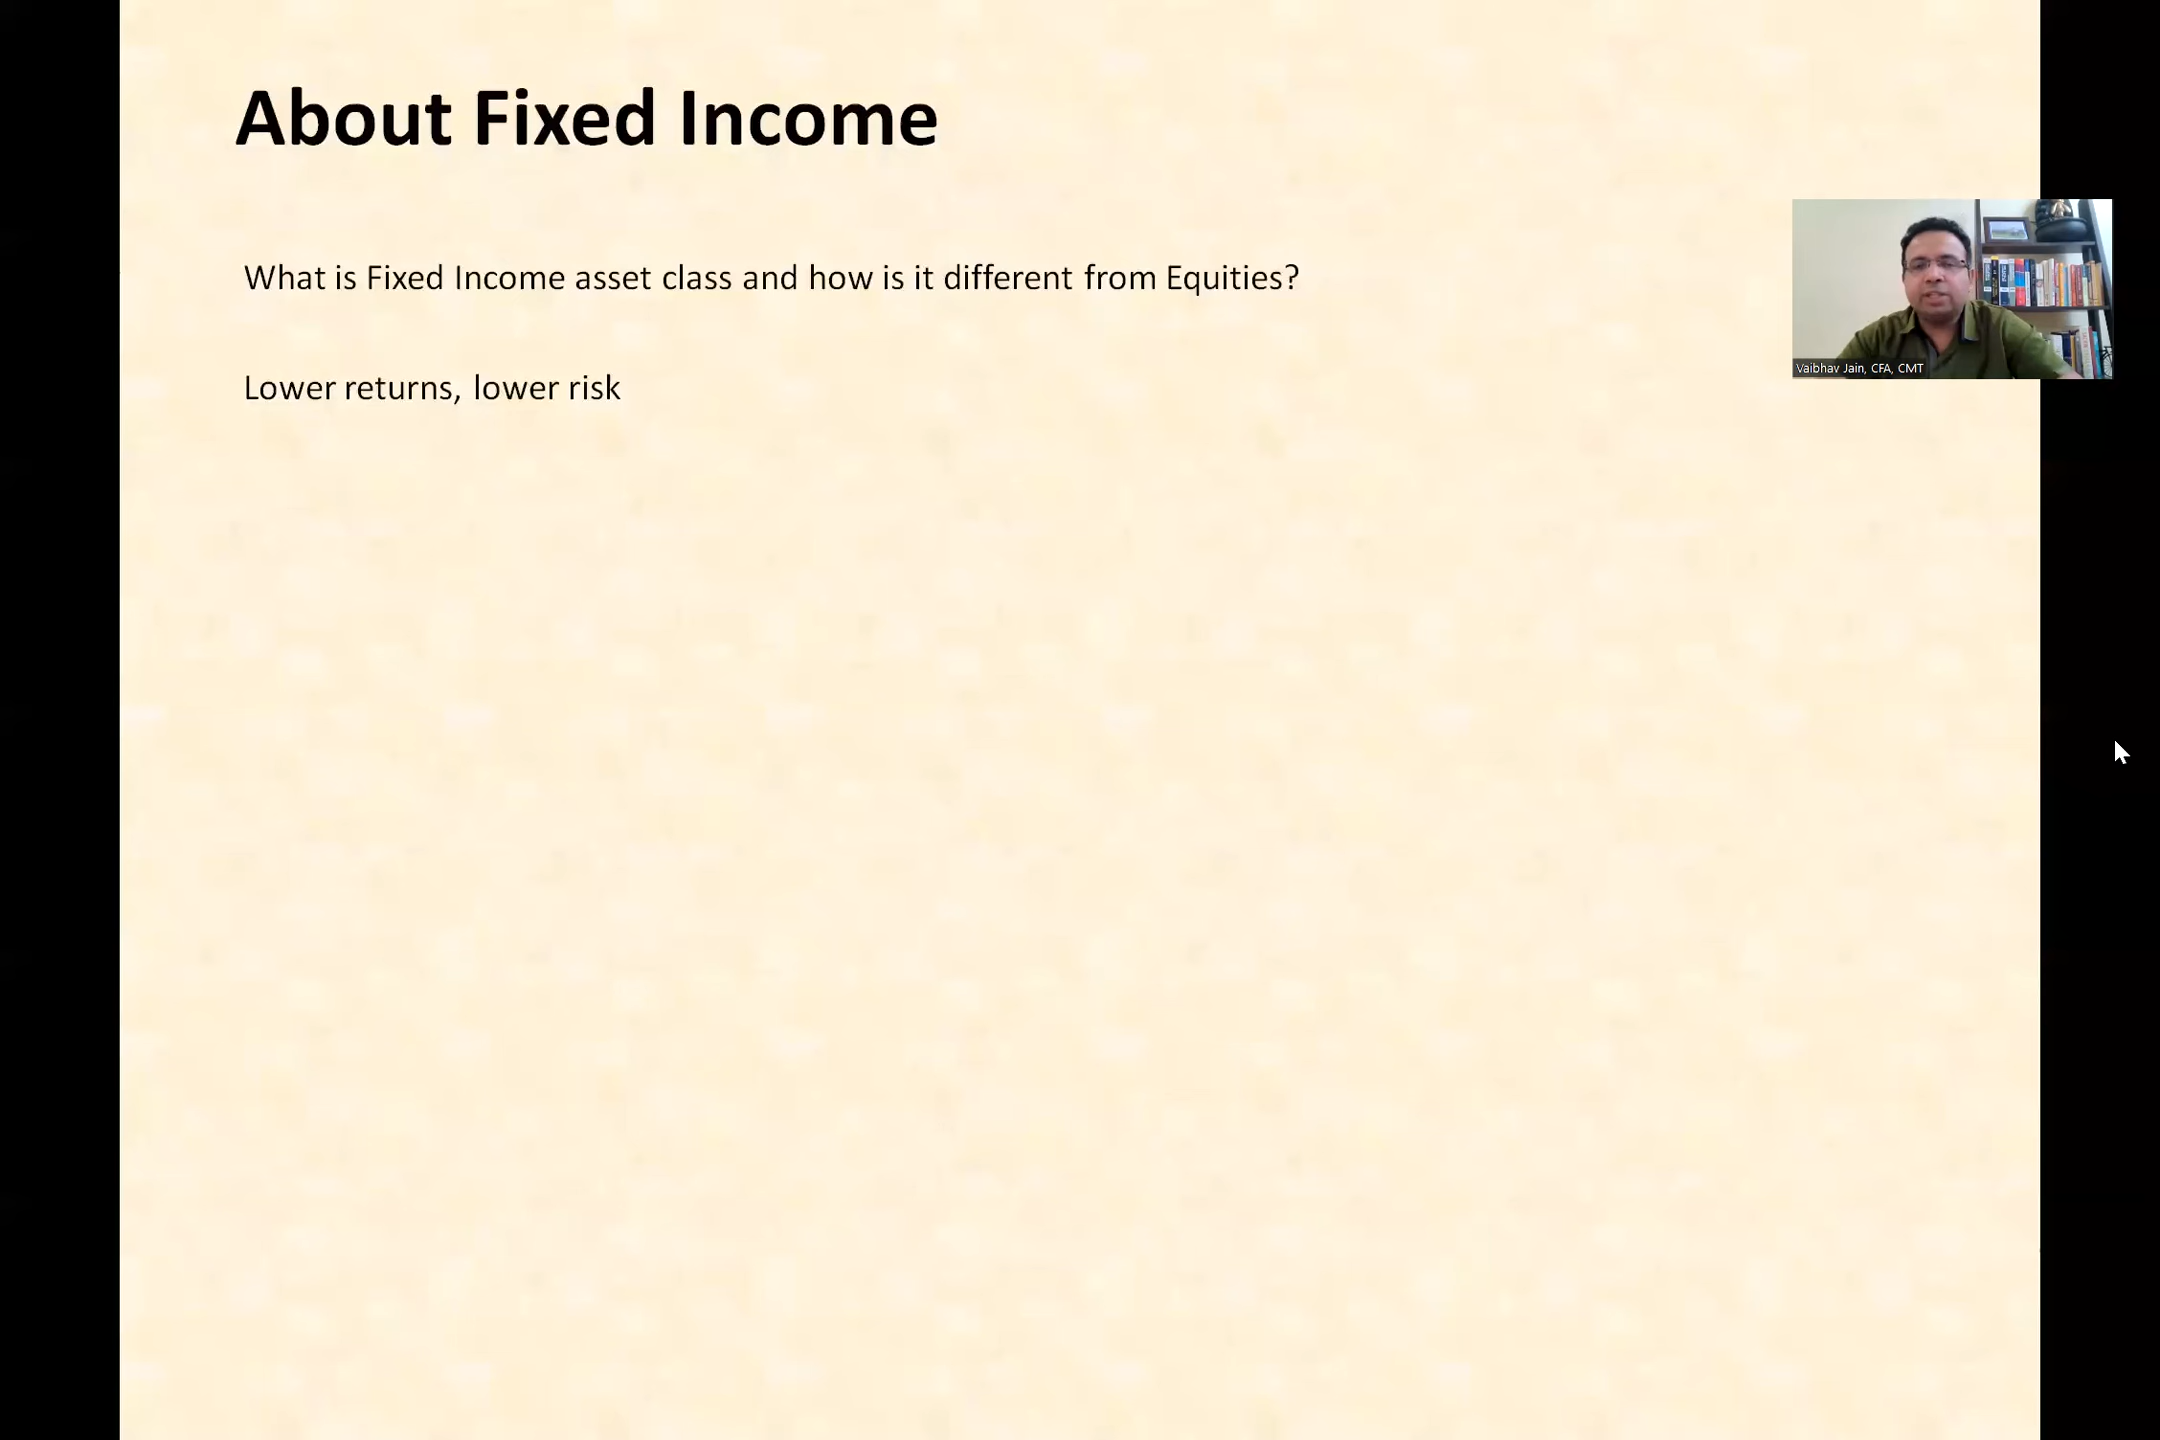 About Fixed Income
What is Fixed Income asset class and how is it different from Equities?
Lower returns, lower risk
Vaibhav Jain, CFA, CMT